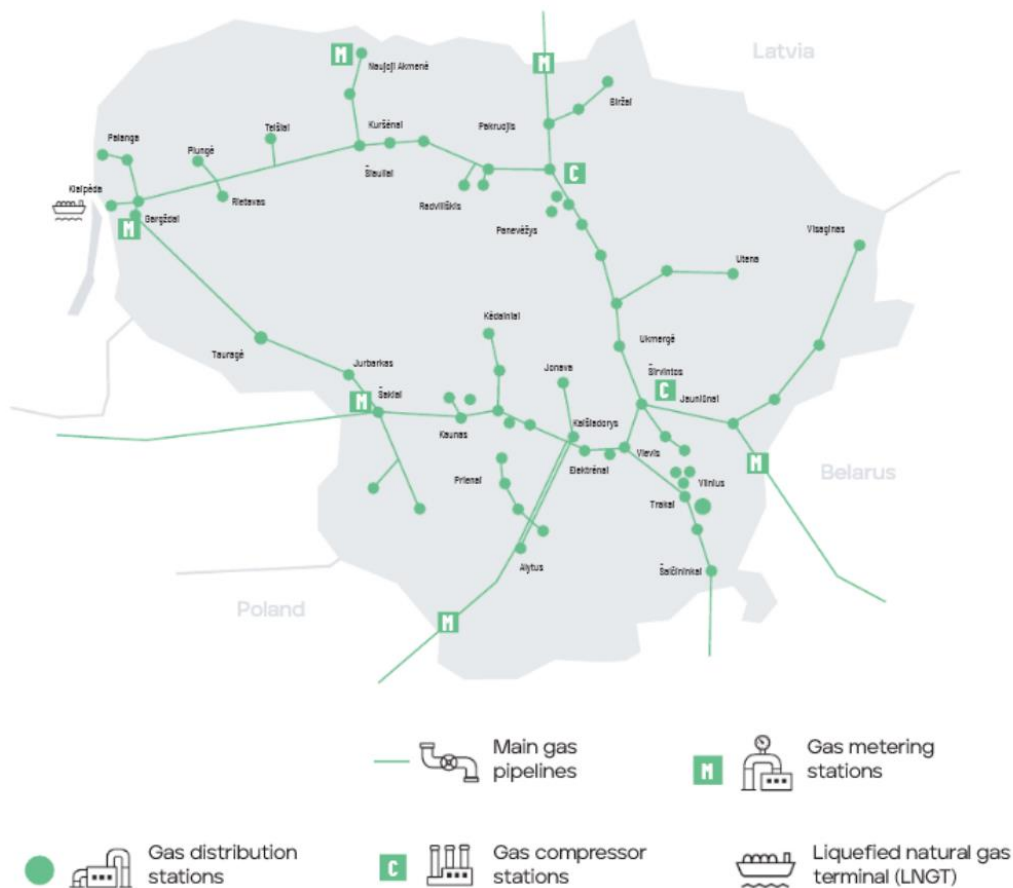 Latvia
M
Naujoji Akmenė
M
Biržai
Telšiai
Kuršėnai
Pakruojis
Palanga
Plungė
Šiauliai
C
Klaipėda
Rietavas
Radviliškis
Gargždai
M
Panevėžys
Visaginas
Utena
Kėdainiai
Ukmergė
Tauragė
Jurbarkas
Jonava
Širvintos
M
Šakiai
C
Jauniūnai
Kaunas
Kaišiadorys
Vievis
M
Elektrėnai
Belarus
Prienai
Vilnius
Trakai
Alytus
Šalčininkai
Poland
M
Main gas
pipelines
M
Gas metering
stations
Gas distribution
stations
C
Gas compressor
stations
Liquefied natural gas
terminal (LNGT)